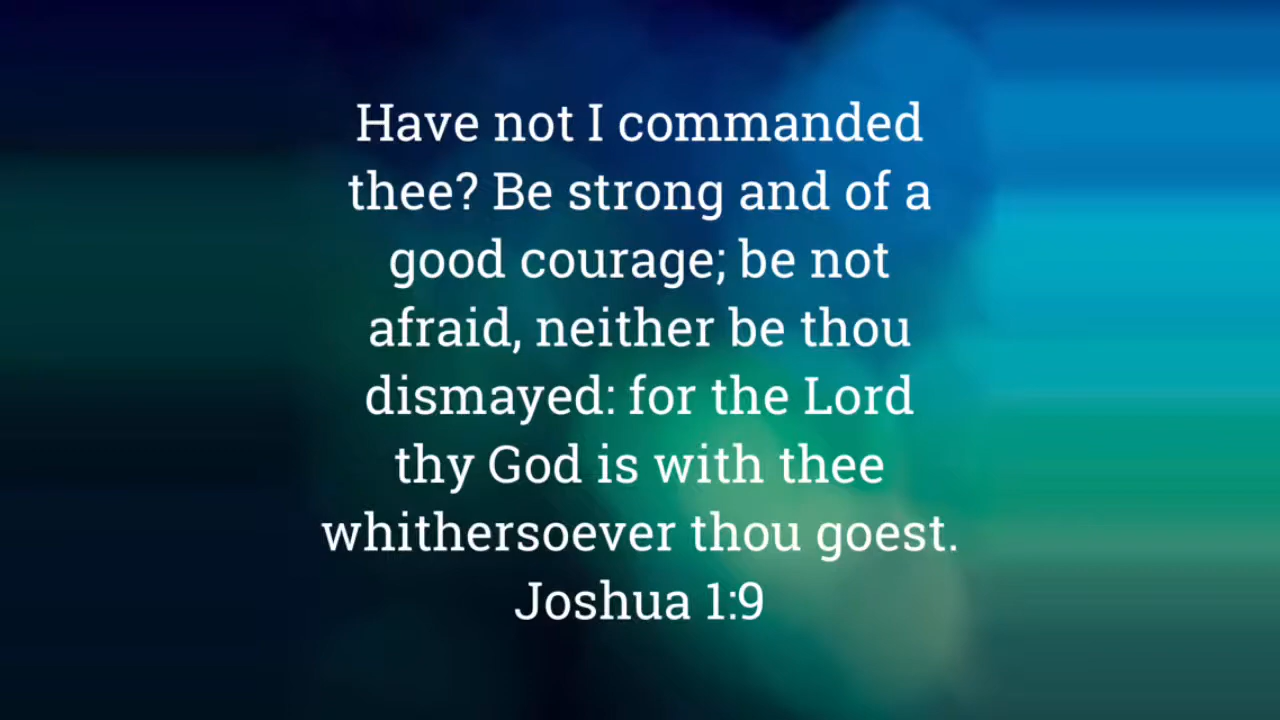 Have not I commanded
thee? Be strong and of a
good courage; be not
afraid, neither be thou
dismayed: for the Lord
thy God is with thee
whithersoever thou goest.
Joshua 1:9